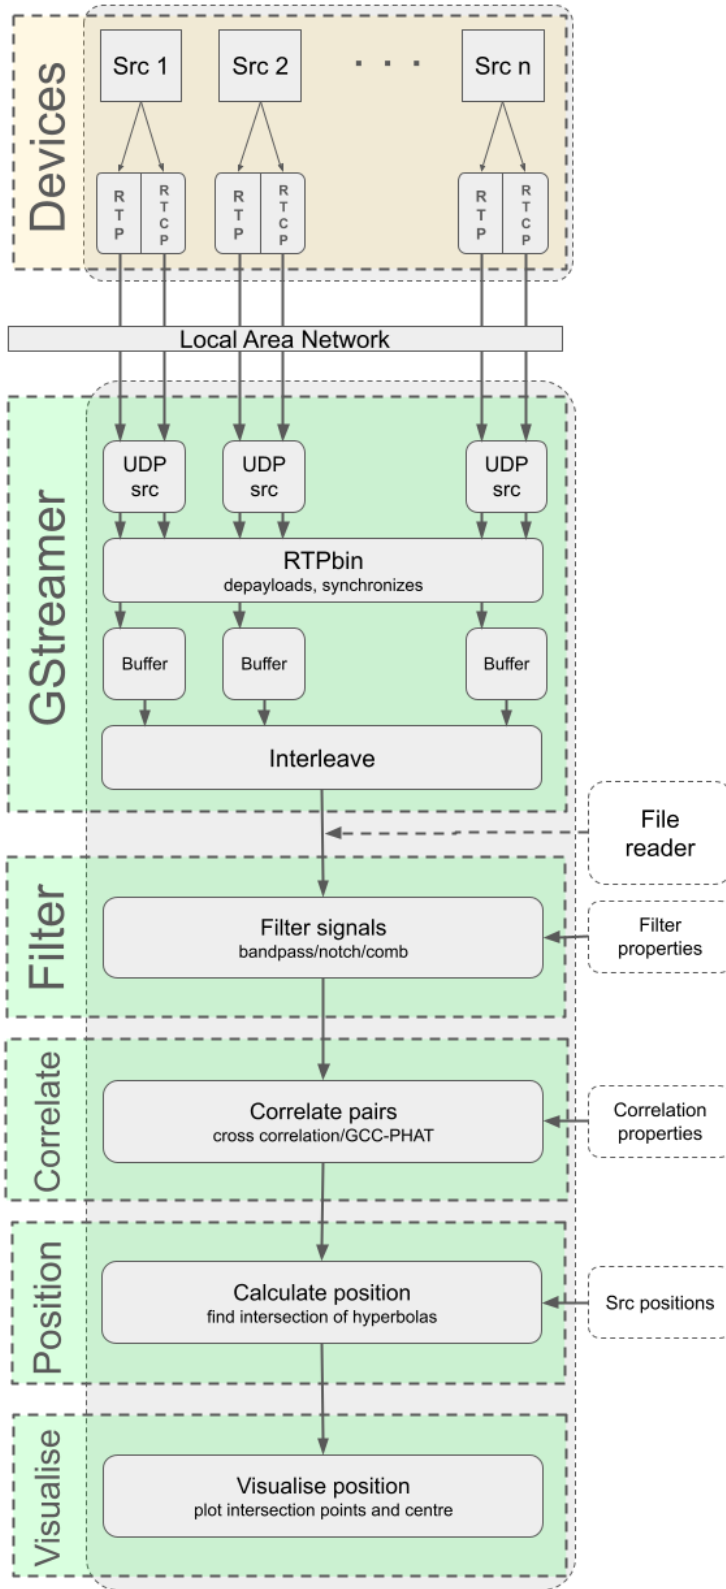 Devices
Src 1
Src 2
. . .
Src n
RTP
RTCP
RTP
RTCP
RTP
RTCP
Local Area Network
GStreamer
UDP
src
UDP
src
UDP
src
RTPbin
depayloads, synchronizes
Buffer
Buffer
Buffer
Interleave
File
reader
Filter
Filter signals
bandpass/notch/comb
Filter
properties
Correlate
Correlate pairs
cross correlation/GCC-PHAT
Correlation
properties
Position
Calculate position
find intersection of hyperbolas
Src positions
Visualise
Visualise position
plot intersection points and centre